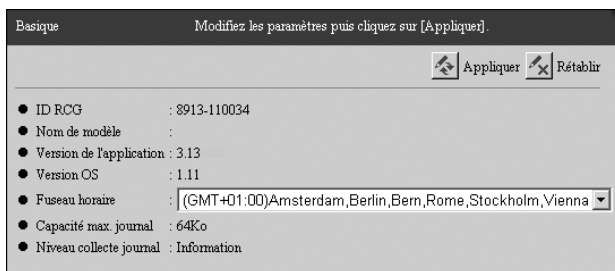 Basique Modifiez les paramètres puis cliquez sur [Appliquer].
Appliquer Rétablir
● ID RCG : 8913-110034
● Nom de modèle :
● Version de l'application : 3.13
● Version OS : 1.11
● Fuseau horaire : (GMT+01:00)Amsterdam,Berlin,Bern,Rome,Stockholm,Vienna
● Capacité max. journal : 64Ko
● Niveau collecte journal : Information